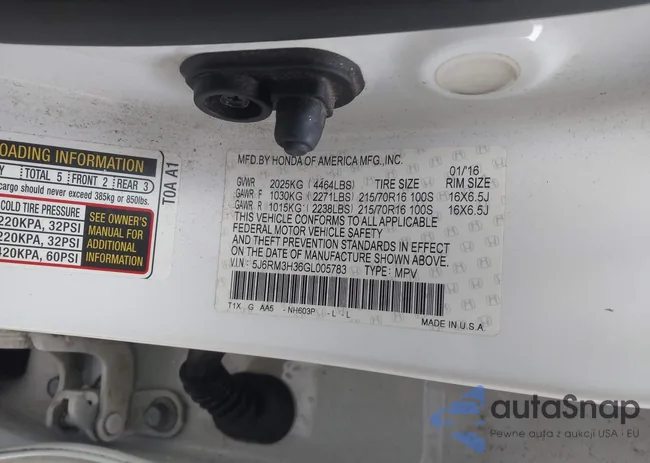 OADING INFORMATION
Y TOTAL 5 FRONT 2 REAR 3
cargo should never exceed 385kg or 850lbs.
COLD TIRE PRESSURE
220KPA, 32PSI
220KPA, 32PSI
420KPA, 60PSI
SEE OWNER'S
MANUAL FOR
ADDITIONAL
INFORMATION
T0A A1
MFD.BY HONDA OF AMERICA MFG.,INC.
01/16
GVWR 2025KG (4464LBS) TIRE SIZE RIM SIZE
GAWR F 1030KG (2271LBS) 215/70R16 100S 16X6.5J
GAWR R 1015KG (2238LBS) 215/70R16 100S 16X6.5J
THIS VEHICLE CONFORMS TO ALL APPLICABLE
FEDERAL MOTOR VEHICLE SAFETY
AND THEFT PREVENTION STANDARDS IN EFFECT
ON THE DATE OF MANUFACTURE SHOWN ABOVE.
V.I.N: 5J6RM3H36GL005783 TYPE: MPV
T1X G AA5 -NH603P -L L
MADE IN U.S.A.
autaSnap
Pewne auta z aukcji USA i EU